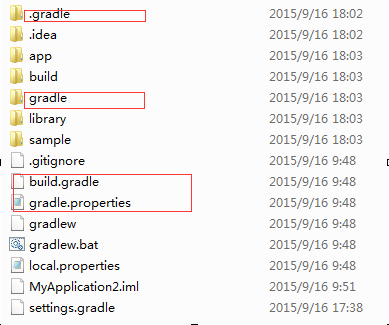 .gradle 2015/9/16 18:02
.idea 2015/9/16 18:02
app 2015/9/16 18:03
build 2015/9/16 18:03
gradle 2015/9/16 18:03
library 2015/9/16 18:03
sample 2015/9/16 18:03
.gitignore 2015/9/16 9:48
build.gradle 2015/9/16 9:48
gradle.properties 2015/9/16 9:48
gradlew 2015/9/16 9:48
gradlew.bat 2015/9/16 9:48
local.properties 2015/9/16 9:48
MyApplication2.iml 2015/9/16 9:51
settings.gradle 2015/9/16 17:38